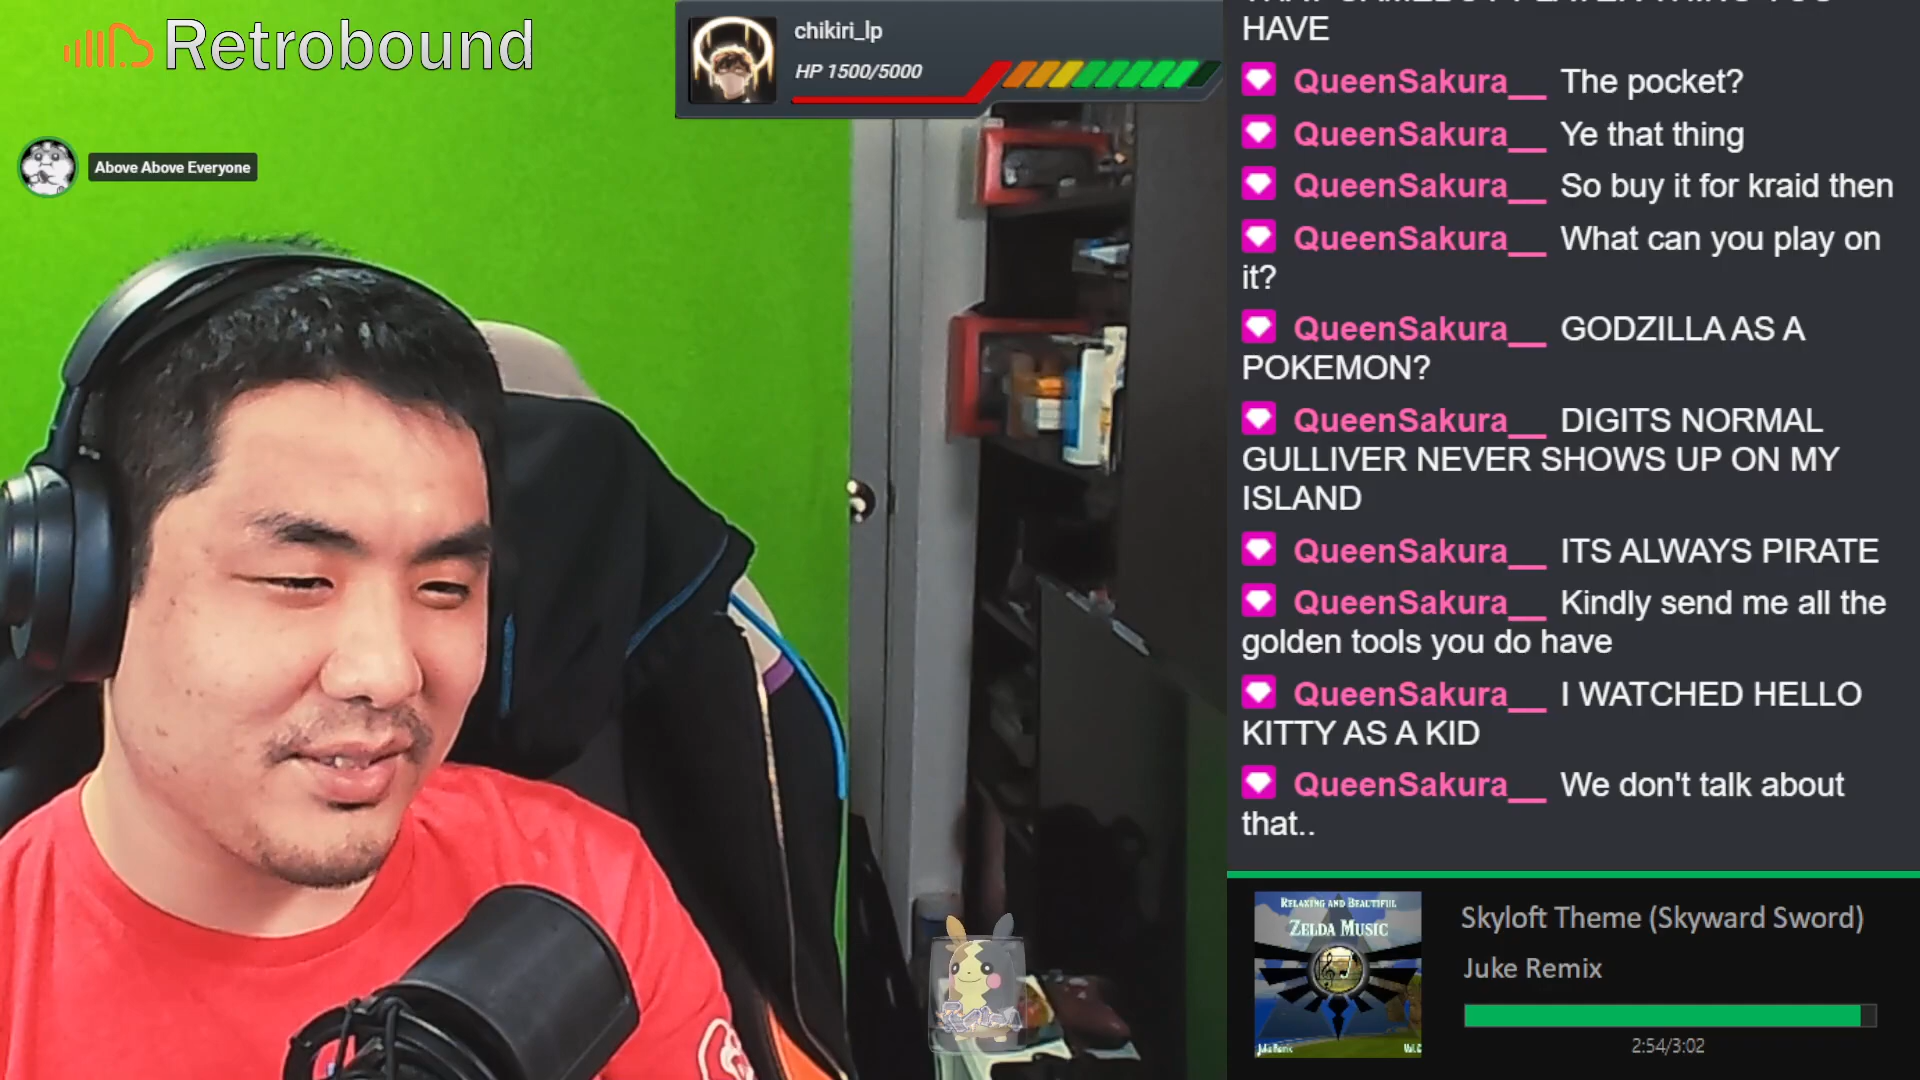 Retrobound
chikiri_lp
HP 1500/5000
Above Above Everyone
HAVE
QueenSakura__ The pocket?
QueenSakura__ Ye that thing
QueenSakura__ So buy it for kraid then
QueenSakura__ What can you play on
it?
QueenSakura__ GODZILLA AS A
POKEMON?
QueenSakura__ DIGITS NORMAL
GULLIVER NEVER SHOWS UP ON MY
ISLAND
QueenSakura__ ITS ALWAYS PIRATE
QueenSakura__ Kindly send me all the
golden tools you do have
QueenSakura__ I WATCHED HELLO
KITTY AS A KID
QueenSakura__ We don't talk about
that..
RELAXING AND BEAUTIFUL
ZELDA MUSIC
Juke Remix
Skyloft Theme (Skyward Sword)
Juke Remix
2:54/3:02